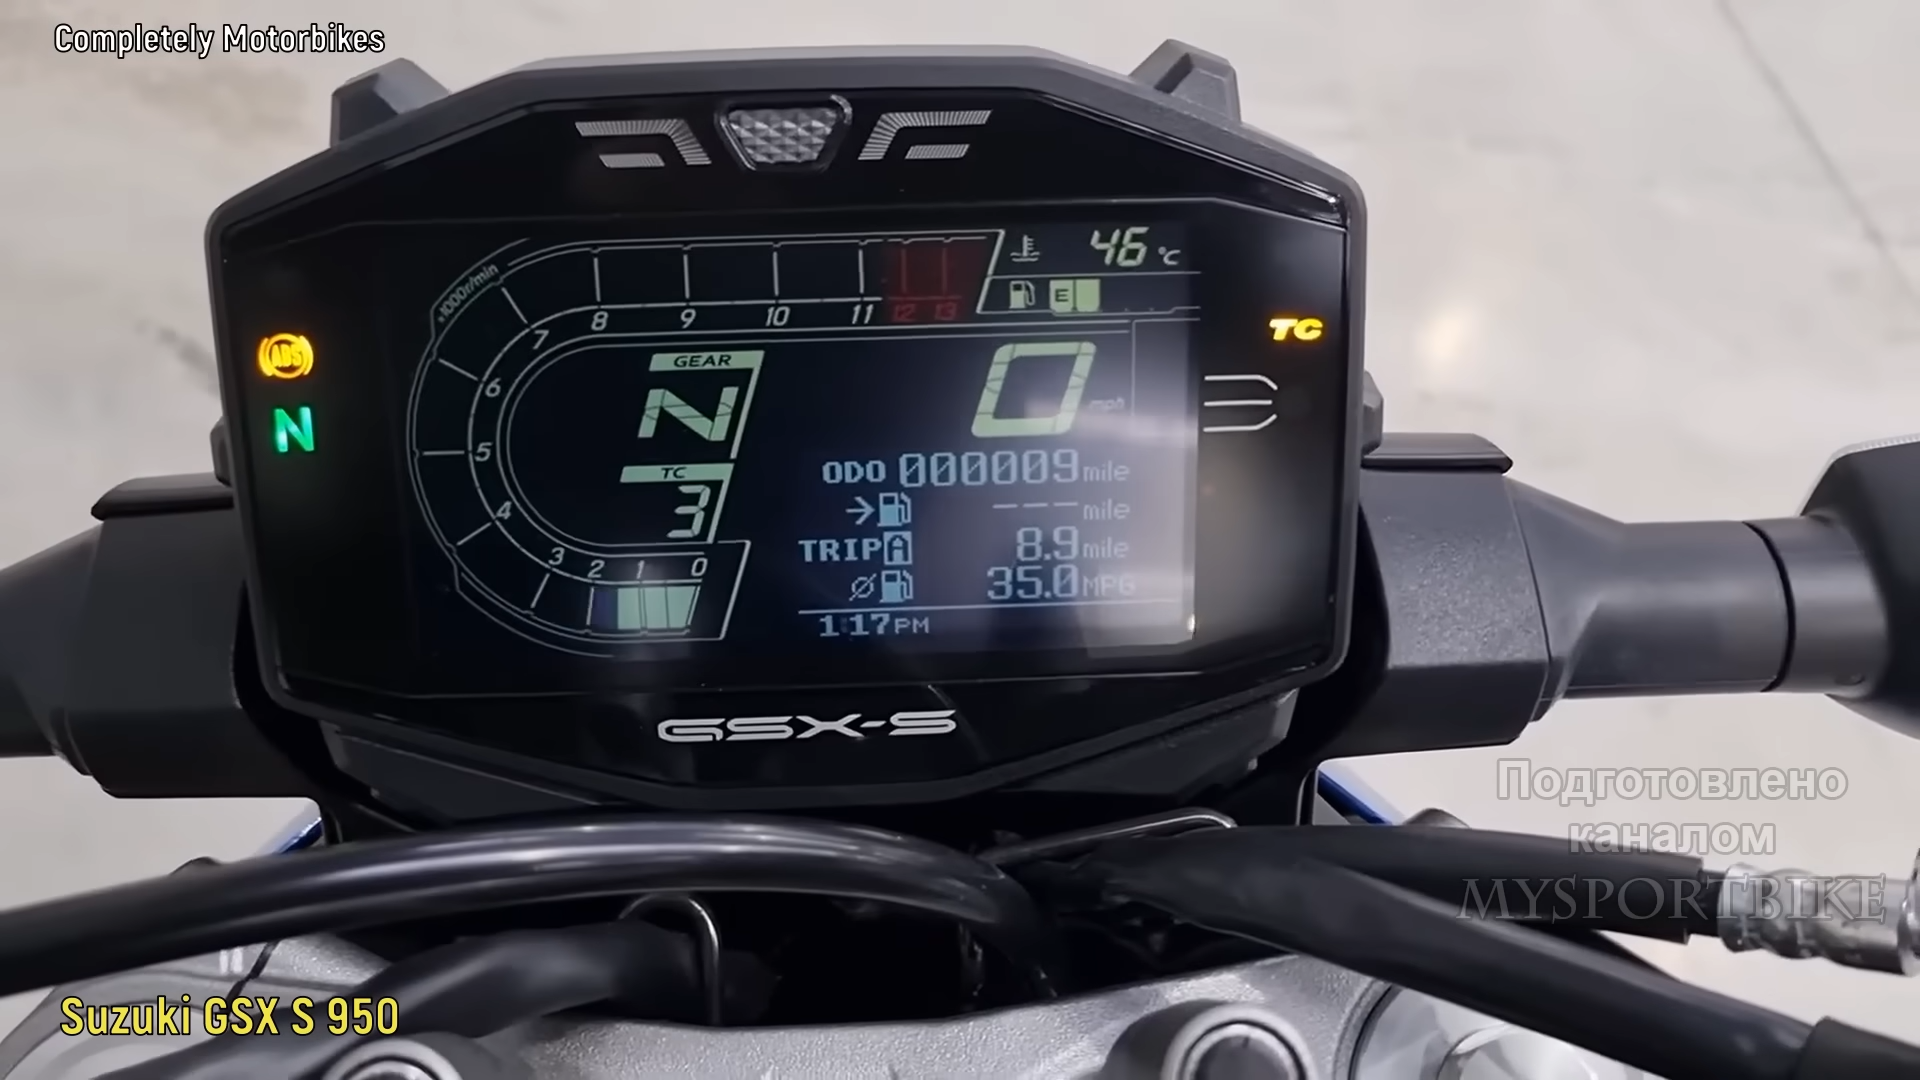 Completely Motorbikes
x1000r/min
7 8 9 10 11 12 13
46 °C
E
ABS
TC
N
6
5
4
3 2 1 0
GEAR
N
0 mph
TC
3
ODO 000009 mile
--- mile
TRIP A 8.9 mile
35.0 MPG
1:17 PM
GSX-S
Подготовлено
каналом
MYSPORTBIKE
Suzuki GSX S 950